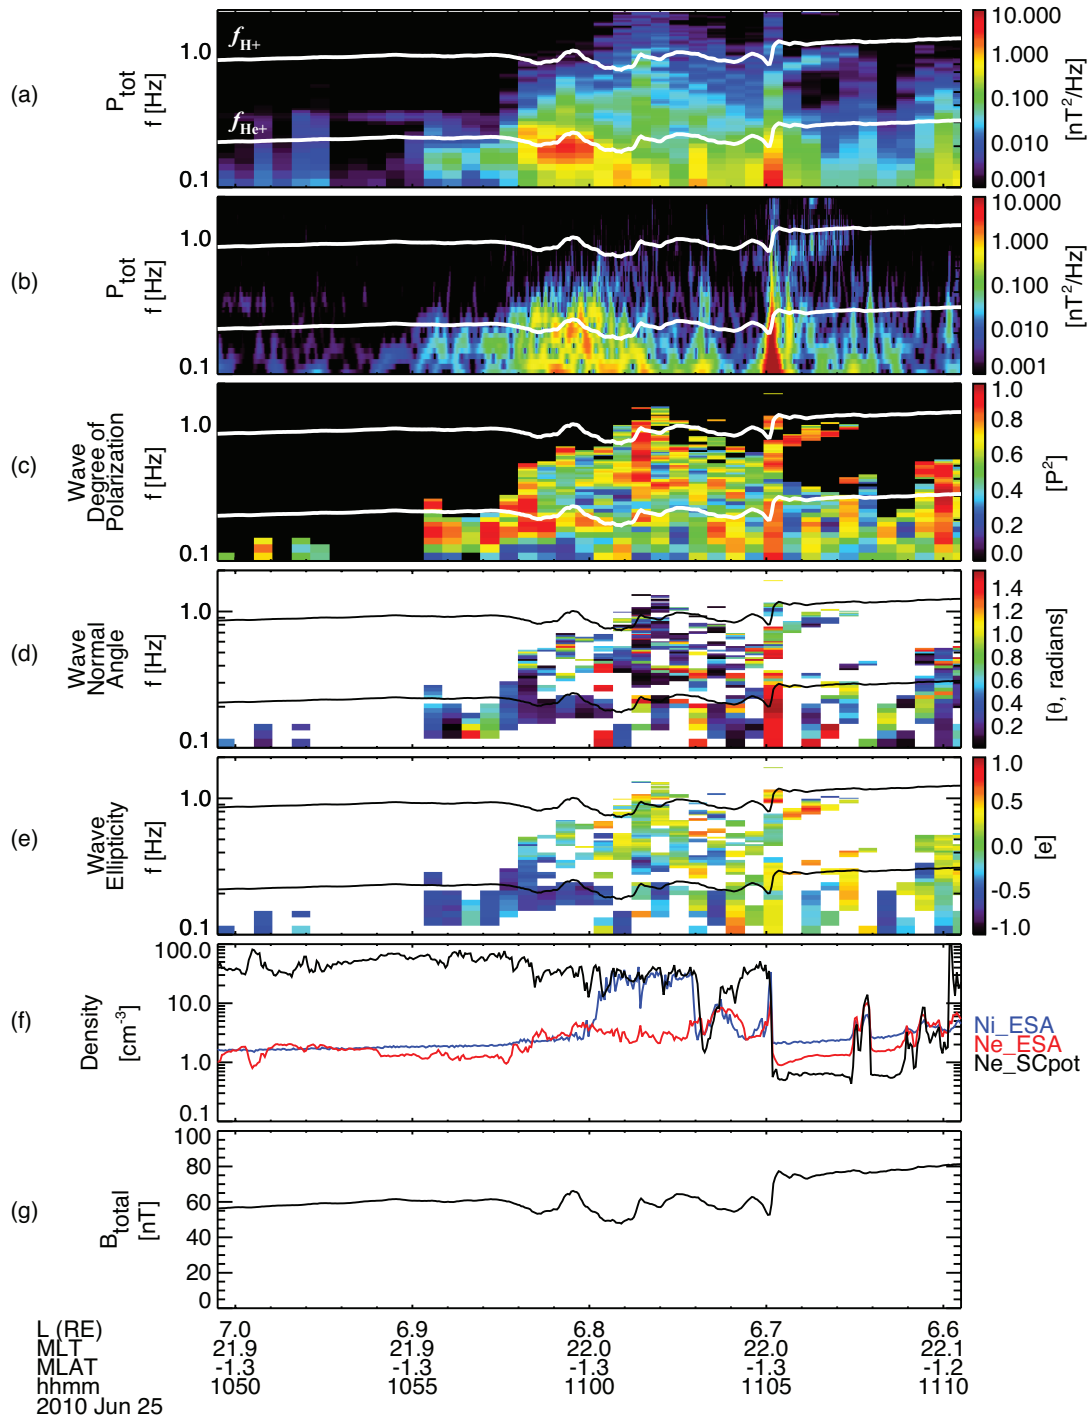 (a)
P_tot
f [Hz]
1.0
0.1
f_H+
f_He+
10.000
1.000
0.100
0.010
0.001
[nT²/Hz]
(b)
P_tot
f [Hz]
1.0
0.1
10.000
1.000
0.100
0.010
0.001
[nT²/Hz]
(c)
Wave
Degree of
Polarization
f [Hz]
1.0
0.1
1.0
0.8
0.6
0.4
0.2
0.0
[P²]
(d)
Wave
Normal
Angle
f [Hz]
1.0
0.1
1.4
1.2
1.0
0.8
0.6
0.4
0.2
[θ, radians]
(e)
Wave
Ellipticity
f [Hz]
1.0
0.1
1.0
0.5
0.0
-0.5
-1.0
[e]
(f)
Density
[cm⁻³]
100.0
10.0
1.0
0.1
Ni_ESA
Ne_ESA
Ne_SCpot
(g)
B_total
[nT]
100
80
60
40
20
0
L (RE) 7.0 6.9 6.8 6.7 6.6
MLT 21.9 21.9 22.0 22.0 22.1
MLAT -1.3 -1.3 -1.3 -1.3 -1.2
hhmm 1050 1055 1100 1105 1110
2010 Jun 25